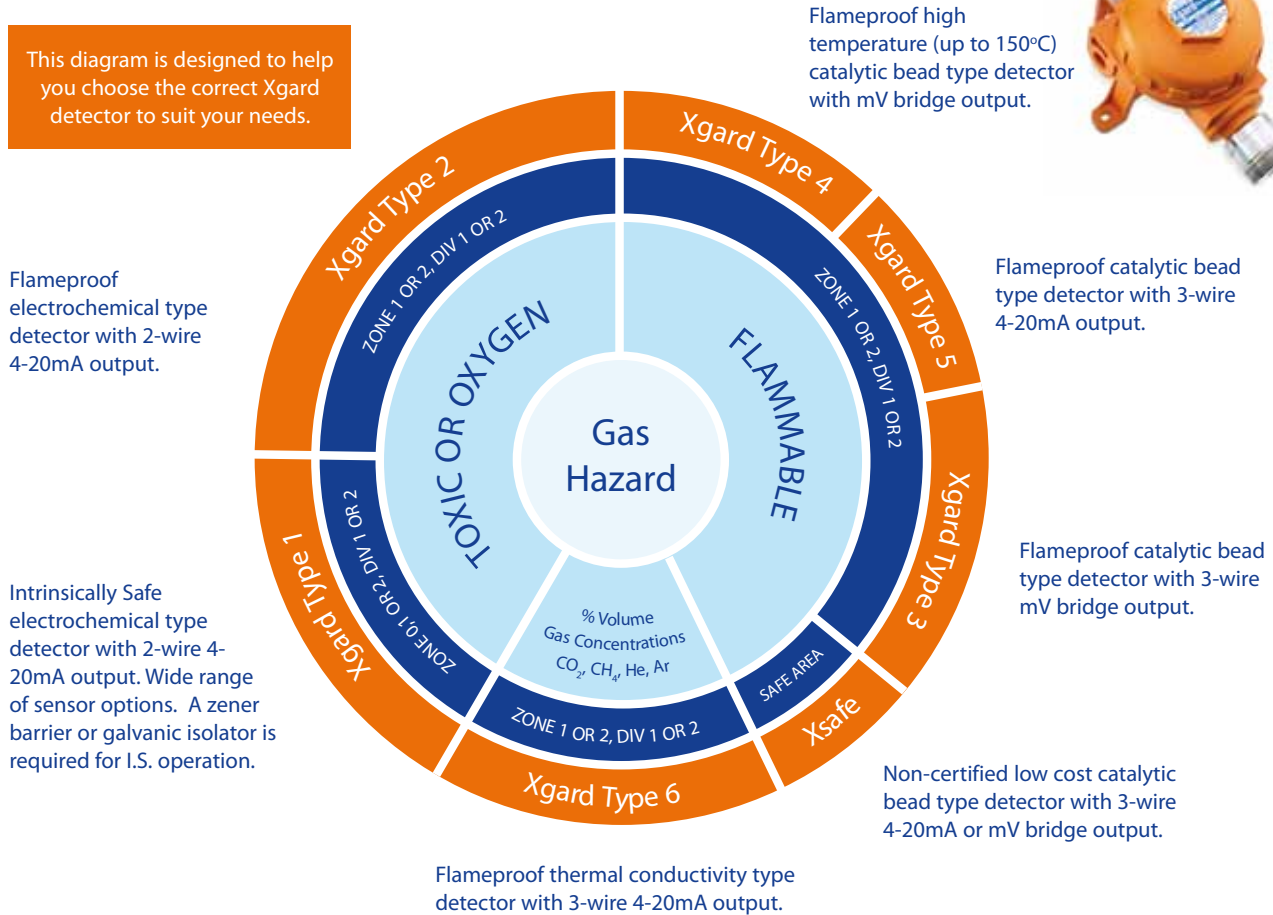 This diagram is designed to help
you choose the correct Xgard
detector to suit your needs.
Flameproof high
temperature (up to 150°C)
catalytic bead type detector
with mV bridge output.
Xgard Type 2
Xgard Type 4
Xgard Type 5
Xgard Type 3
Xsafe
Xgard Type 6
Xgard Type 1
ZONE 1 OR 2, DIV 1 OR 2
ZONE 1 OR 2, DIV 1 OR 2
SAFE AREA
ZONE 1 OR 2, DIV 1 OR 2
ZONE 0,1 OR 2, DIV 1 OR 2
TOXIC OR OXYGEN
FLAMMABLE
Gas
Hazard
% Volume
Gas Concentrations
CO₂, CH₄, He, Ar
Flameproof
electrochemical type
detector with 2-wire
4-20mA output.
Flameproof catalytic bead
type detector with 3-wire
4-20mA output.
Flameproof catalytic bead
type detector with 3-wire
mV bridge output.
Intrinsically Safe
electrochemical type
detector with 2-wire 4-
20mA output. Wide range
of sensor options.  A zener
barrier or galvanic isolator is
required for I.S. operation.
Non-certified low cost catalytic
bead type detector with 3-wire
4-20mA or mV bridge output.
Flameproof thermal conductivity type
detector with 3-wire 4-20mA output.